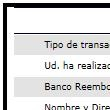 Tipo de transa
Ud. ha realizad
Banco Reembo
Nombre y Dire